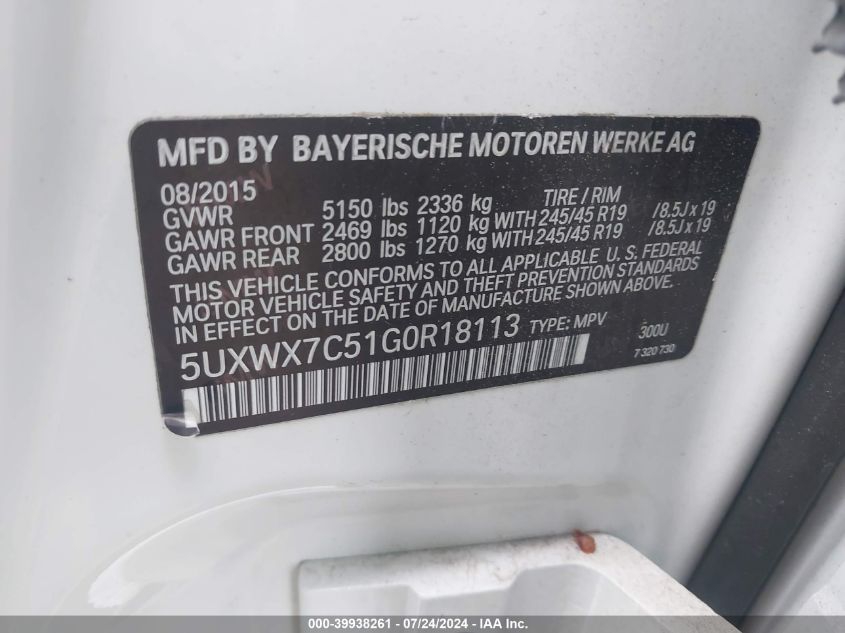 MFD BY BAYERISCHE MOTOREN WERKE AG
08/2015 TIRE / RIM
GVWR 5150 lbs 2336 kg
GAWR FRONT 2469 lbs 1120 kg WITH 245/45 R19 /8.5J x 19
GAWR REAR 2800 lbs 1270 kg WITH 245/45 R19 /8.5J x 19
THIS VEHICLE CONFORMS TO ALL APPLICABLE U. S. FEDERAL
MOTOR VEHICLE SAFETY AND THEFT PREVENTION STANDARDS
IN EFFECT ON THE DATE OF MANUFACTURE SHOWN ABOVE.
5UXWX7C51G0R18113 TYPE: MPV 300U
7 320 730
000-39938261 - 07/24/2024 - IAA Inc.